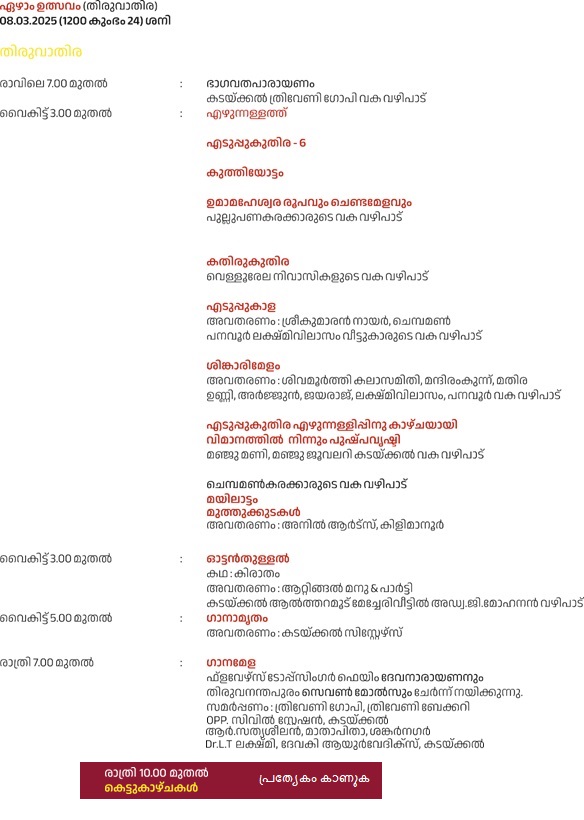 ഏഴാം ഉത്സവം (തിരുവാതിര)
08.03.2025 (1200 കുംഭം 24) ശനി
തിരുവാതിര
രാവിലെ 7.00 മുതൽ : ഭാഗവതപാരായണം
കടയ്ക്കൽ ത്രിവേണി ഗോപി വക വഴിപാട്
വൈകിട്ട് 3.00 മുതൽ : എഴുന്നള്ളത്ത്
എടുപ്പുകുതിര - 6
കുത്തിയോട്ടം
ഉമാമഹേശ്വര രൂപവും ചെണ്ടമേളവും
പുല്ലുപണകരക്കാരുടെ വക വഴിപാട്
കതിരുകുതിര
വെള്ളൂരേല നിവാസികളുടെ വക വഴിപാട്
എടുപ്പുകാള
അവതരണം : ശ്രീകുമാരൻ നായർ, ചെമ്പമൺ
പനവൂർ ലക്ഷ്മിവിലാസം വീട്ടുകാരുടെ വക വഴിപാട്
ശിങ്കാരിമേളം
അവതരണം : ശിവമൂർത്തി കലാസമിതി, മന്ദിരംകുന്ന്, മതിര
ഉണ്ണി, അർജ്ജുൻ, ജയരാജ്, ലക്ഷ്മിവിലാസം, പനവൂർ വക വഴിപാട്
എടുപ്പുകുതിര എഴുന്നള്ളിപ്പിനു കാഴ്ചയായി
വിമാനത്തിൽ നിന്നും പുഷ്പവൃഷ്ടി
മഞ്ജു മണി, മഞ്ജു ജൂവലറി കടയ്ക്കൽ വക വഴിപാട്
ചെമ്പമൺകരക്കാരുടെ വക വഴിപാട്
മയിലാട്ടം
മുത്തുക്കുടകൾ
അവതരണം : അനിൽ ആർട്സ്, കിളിമാനൂർ
വൈകിട്ട് 3.00 മുതൽ : ഓട്ടൻതുള്ളൽ
കഥ : കിരാതം
അവതരണം : ആറ്റിങ്ങൽ മനു & പാർട്ടി
കടയ്ക്കൽ ആൽത്തറമൂട് മേച്ചേരിവീട്ടിൽ അഡ്വ.ജി.മോഹനൻ വഴിപാട്
വൈകിട്ട് 5.00 മുതൽ : ഗാനാമൃതം
അവതരണം : കടയ്ക്കൽ സിസ്റ്റേഴ്സ്
രാത്രി 7.00 മുതൽ : ഗാനമേള
ഫ്ളവേഴ്സ് ടോപ്സിംഗർ ഫെയിം ദേവനാരായണനും
തിരുവനന്തപുരം സെവൺ മോൽസും ചേർന്ന് നയിക്കുന്നു.
സമർപ്പണം : ത്രിവേണി ഗോപി, ത്രിവേണി ബേക്കറി
OPP. സിവിൽ സ്റ്റേഷൻ, കടയ്ക്കൽ
ആർ.സത്യശീലൻ, മാതാപിതാ, ശങ്കർനഗർ
Dr.L.T ലക്ഷ്മി, ദേവകി ആയുർവേദിക്സ്, കടയ്ക്കൽ
രാത്രി 10.00 മുതൽ
കെട്ടുകാഴ്ചകൾ പ്രത്യേകം കാണുക